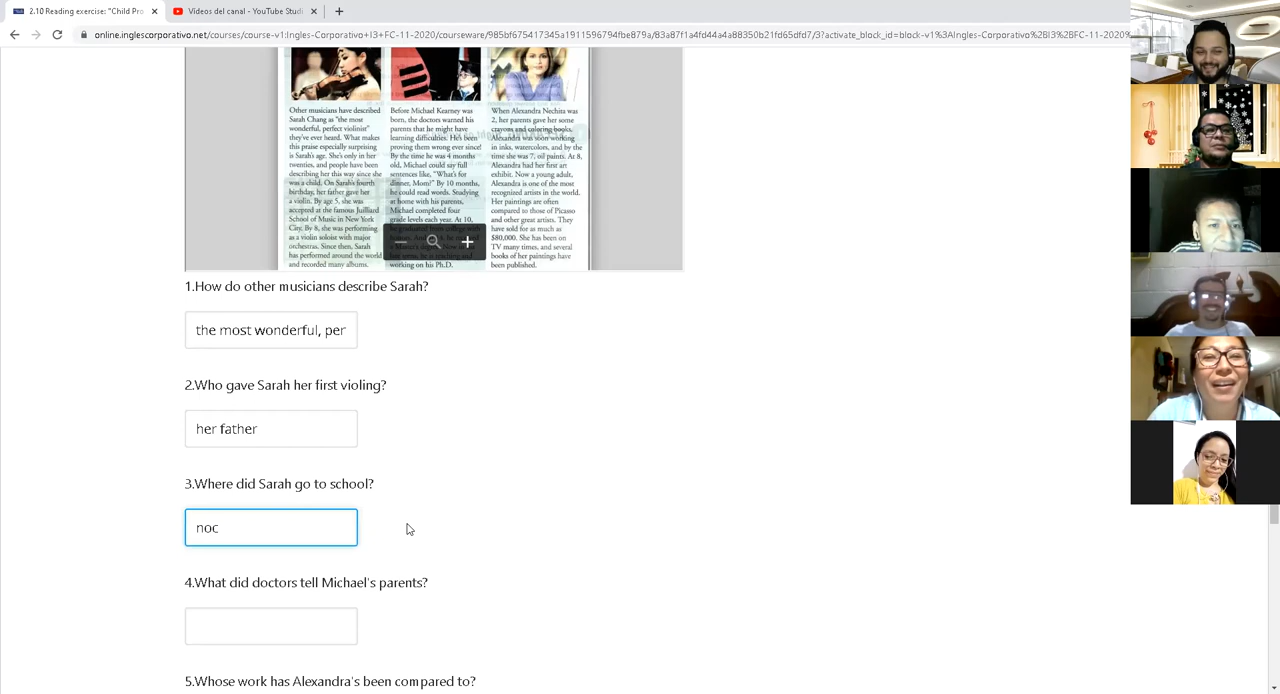 2.10 Reading exercise: "Child Pro
Videos del canal - YouTube Studi
online.inglescorporativo.net/courses/course-v1:Ingles-Corporativo+I3+FC-11-2020/courseware/985bf675417345a1911596794fbe879a/83a87f1a4fd44a4a88350b21fd65dfd7/3?activate_block_id=block-v1%3AIngles-Corporativo%2BI3%2BFC-11-20209
Other musicians have described
Sarah Chang as "the most
wonderful, perfect violinist"
they've ever heard. What makes
this praise especially surprising
is Sarah's age. She's only in her
twenties, and people have been
describing her this way since she
was a child. On Sarah's fourth
birthday, her father gave her
a violin. By age 5, she was
accepted at the famous Juilliard
School of Music in New York
City. By 8, she was performing
as a violin soloist with major
orchestras. Since then, Sarah
has performed around the world
and recorded many albums.
Before Michael Kearney was
born, the doctors warned his
parents that he might have
learning difficulties. He's been
proving them wrong ever since!
By the time he was 4 months
old, Michael could say full
sentences like, "What's for
dinner, Mom?" By 10 months,
he could read words. Studying
at home with his parents,
Michael completed four
grade levels each year. At 10,
working on his Ph.D.
When Alexandra Nechita was
2, her parents gave her some
crayons and coloring books.
Alexandra was soon working
in inks, watercolors, and by the
time she was 7, oil paints. At 8,
Alexandra had her first art
exhibit. Now a young adult,
Alexandra is one of the most
recognized artists in the world.
Her paintings are often
compared to those of Picasso
and other great artists. They
have sold for as much as
$80,000. She has been on
TV many times, and several
books of her paintings have
been published.
1.How do other musicians describe Sarah?
the most wonderful, per
2.Who gave Sarah her first violing?
her father
3.Where did Sarah go to school?
noc
4.What did doctors tell Michael's parents?
5.Whose work has Alexandra's been compared to?